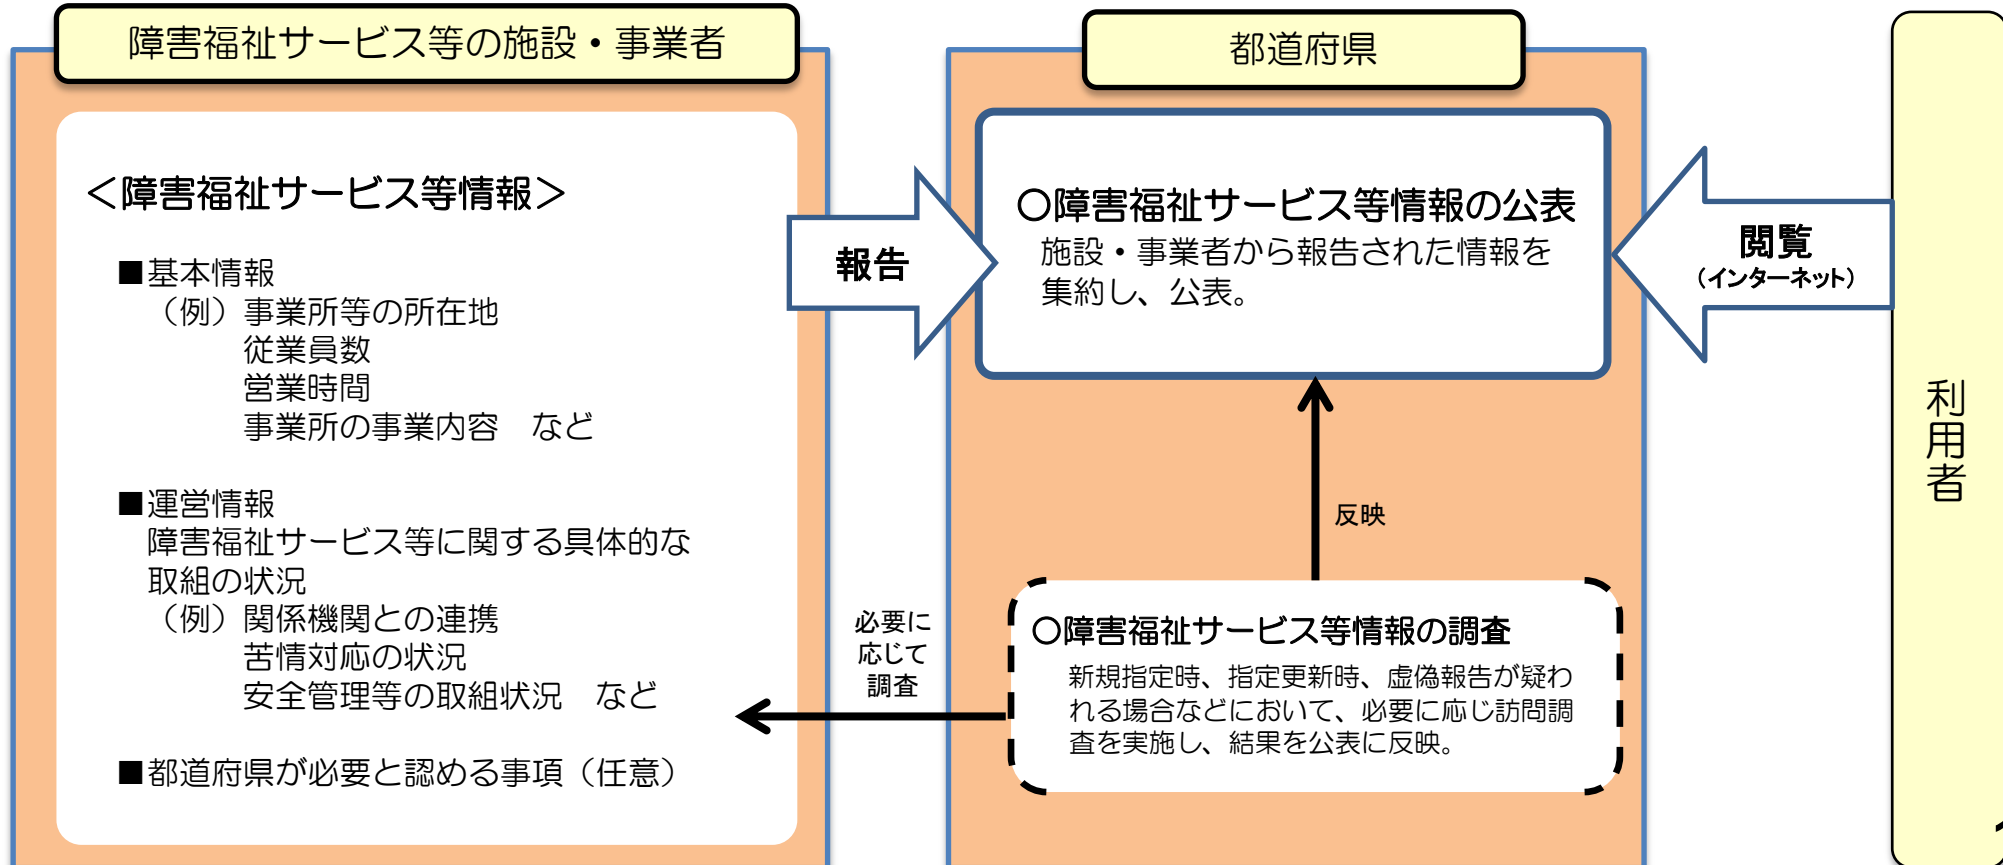 障害福祉サービス等の施設・事業者
＜障害福祉サービス等情報＞
■基本情報
（例）事業所等の所在地
従業員数
営業時間
事業所の事業内容　など
■運営情報
障害福祉サービス等に関する具体的な
取組の状況
（例）関係機関との連携
苦情対応の状況
安全管理等の取組状況　など
■都道府県が必要と認める事項（任意）
報告
必要に
応じて
調査
都道府県
○障害福祉サービス等情報の公表
施設・事業者から報告された情報を
集約し、公表。
反映
○障害福祉サービス等情報の調査
新規指定時、指定更新時、虚偽報告が疑わ
れる場合などにおいて、必要に応じ訪問調
査を実施し、結果を公表に反映。
閲覧
（インターネット）
利用者